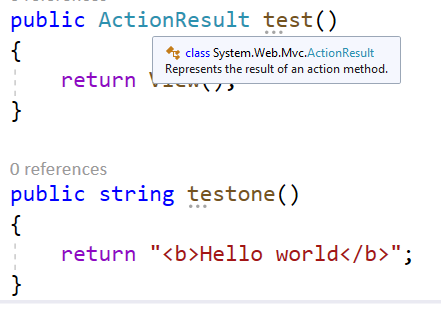 public ActionResult test()
{
class System.Web.Mvc.ActionResult
Represents the result of an action method.
return View();
}
0 references
public string testone()
{
return "<b>Hello world</b>";
}